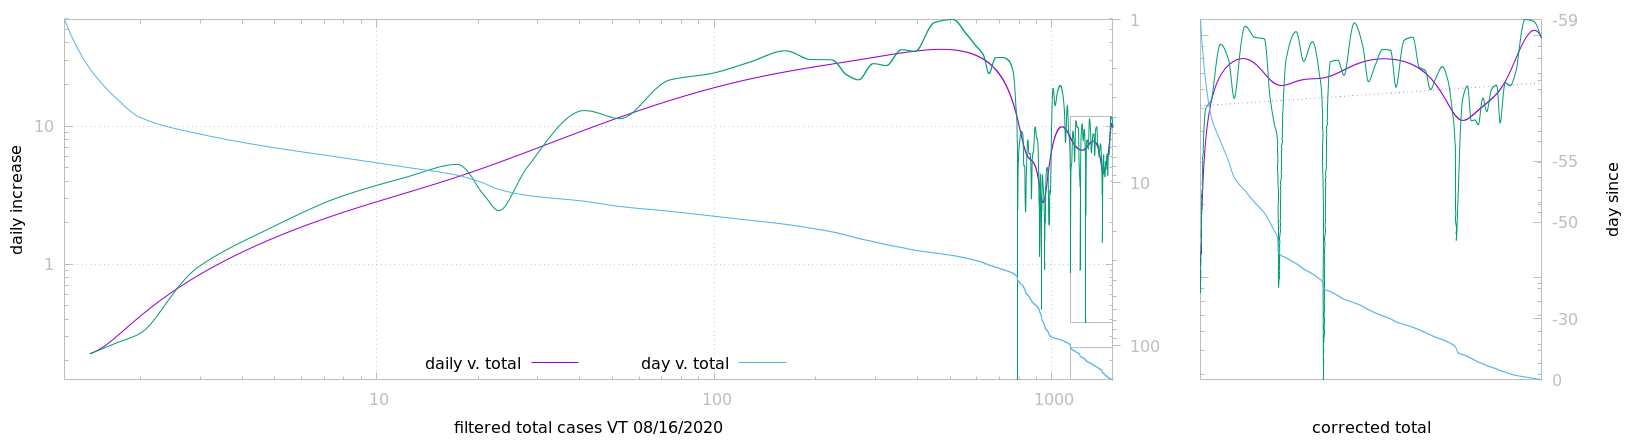 daily increase
10
1
daily v. total
day v. total
10
100
1000
filtered total cases VT 08/16/2020
1
10
100
-59
-55
-50
-30
0
day since
corrected total